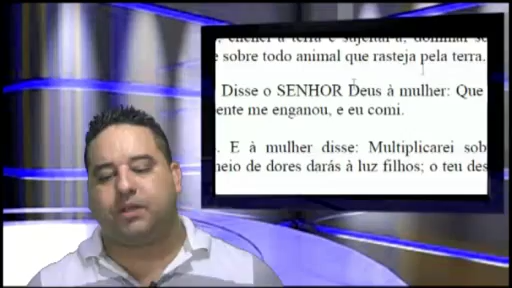 sobre todo animal que rasteja pela terra.
Disse o SENHOR Deus à mulher: Que
ente me enganou, e eu comi.
E à mulher disse: Multiplicarei sob
neio de dores darás à luz filhos; o teu des